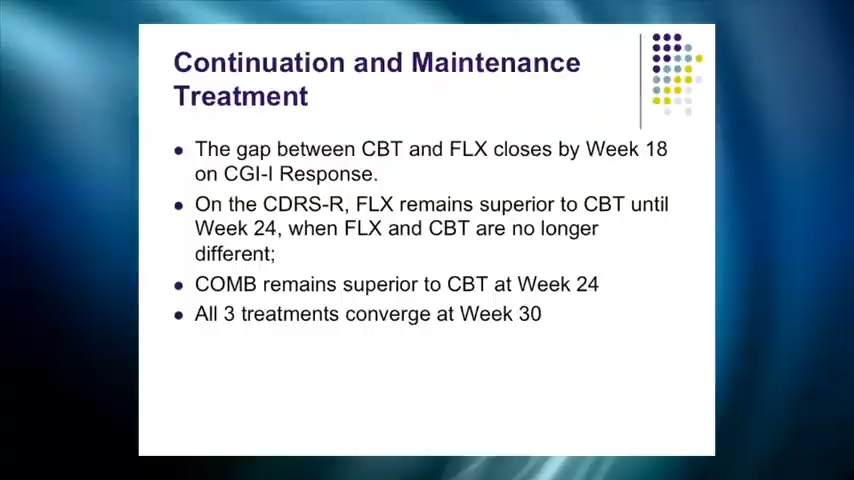 Continuation and Maintenance
Treatment
• The gap between CBT and FLX closes by Week 18
on CGI-I Response.
• On the CDRS-R, FLX remains superior to CBT until
Week 24, when FLX and CBT are no longer
different;
• COMB remains superior to CBT at Week 24
• All 3 treatments converge at Week 30